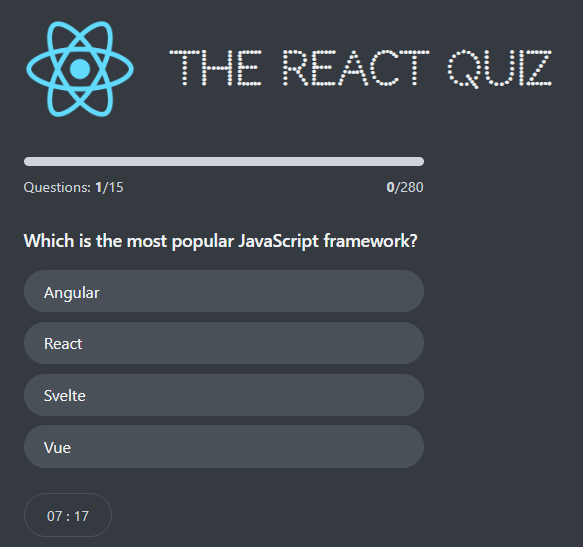 THE REACT QUIZ
Questions: 1/15 0/280
Which is the most popular JavaScript framework?
Angular
React
Svelte
Vue
07 : 17